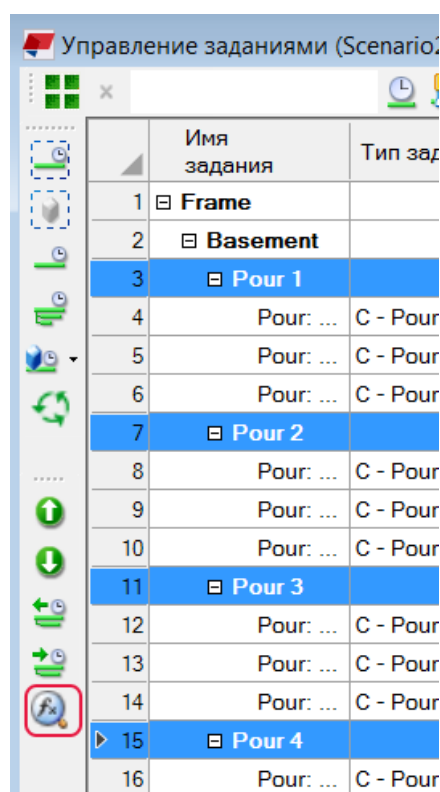 Управление заданиями (Scenario2
Имя
задания
Тип зад
1 Frame
2 Basement
3 Pour 1
4 Pour: ... C - Pour
5 Pour: ... C - Pour
6 Pour: ... C - Pour
7 Pour 2
8 Pour: ... C - Pour
9 Pour: ... C - Pour
10 Pour: ... C - Pour
11 Pour 3
12 Pour: ... C - Pour
13 Pour: ... C - Pour
14 Pour: ... C - Pour
15 Pour 4
16 Pour: ... C - Pour
fx